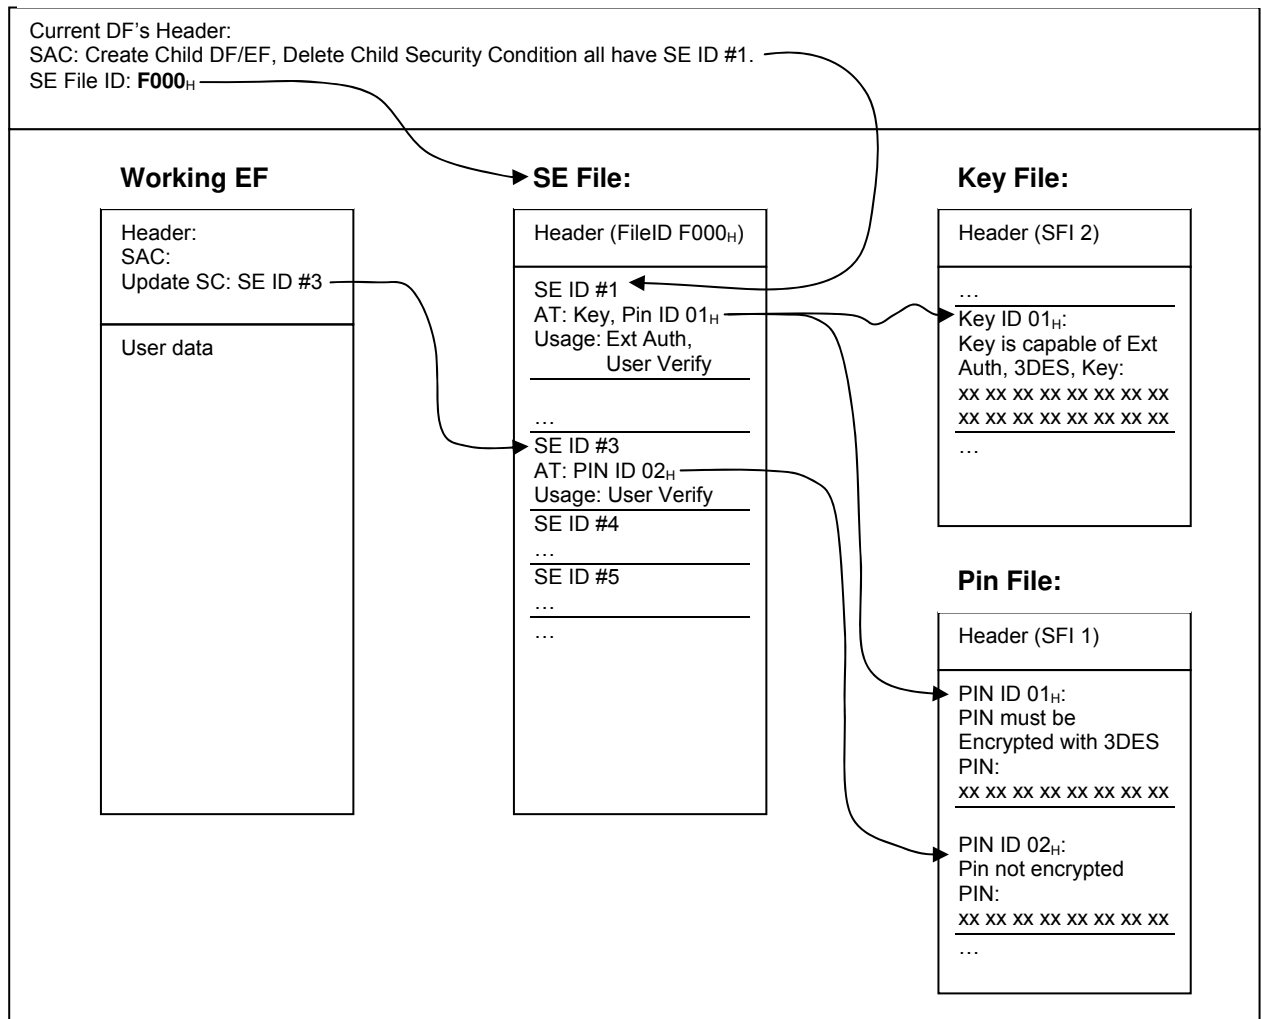 Current DF's Header:
SAC: Create Child DF/EF, Delete Child Security Condition all have SE ID #1.
SE File ID: F000H
Working EF
Header:
SAC:
Update SC: SE ID #3
User data
SE File:
Header (FileID F000H)
SE ID #1
AT: Key, Pin ID 01H
Usage: Ext Auth,
User Verify
…
SE ID #3
AT: PIN ID 02H
Usage: User Verify
SE ID #4
…
SE ID #5
…
…
Key File:
Header (SFI 2)
…
Key ID 01H:
Key is capable of Ext
Auth, 3DES, Key:
xx xx xx xx xx xx xx xx
xx xx xx xx xx xx xx xx
…
Pin File:
Header (SFI 1)
PIN ID 01H:
PIN must be
Encrypted with 3DES
PIN:
xx xx xx xx xx xx xx xx
PIN ID 02H:
Pin not encrypted
PIN:
xx xx xx xx xx xx xx xx
…